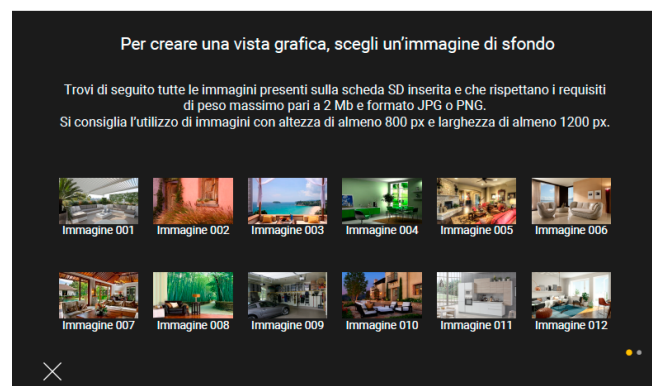 Per creare una vista grafica, scegli un'immagine di sfondo
Trovi di seguito tutte le immagini presenti sulla scheda SD inserita e che rispettano i requisiti
di peso massimo pari a 2 Mb e formato JPG o PNG.
Si consiglia l'utilizzo di immagini con altezza di almeno 800 px e larghezza di almeno 1200 px.
Immagine 001 Immagine 002 Immagine 003 Immagine 004 Immagine 005 Immagine 006
Immagine 007 Immagine 008 Immagine 009 Immagine 010 Immagine 011 Immagine 012